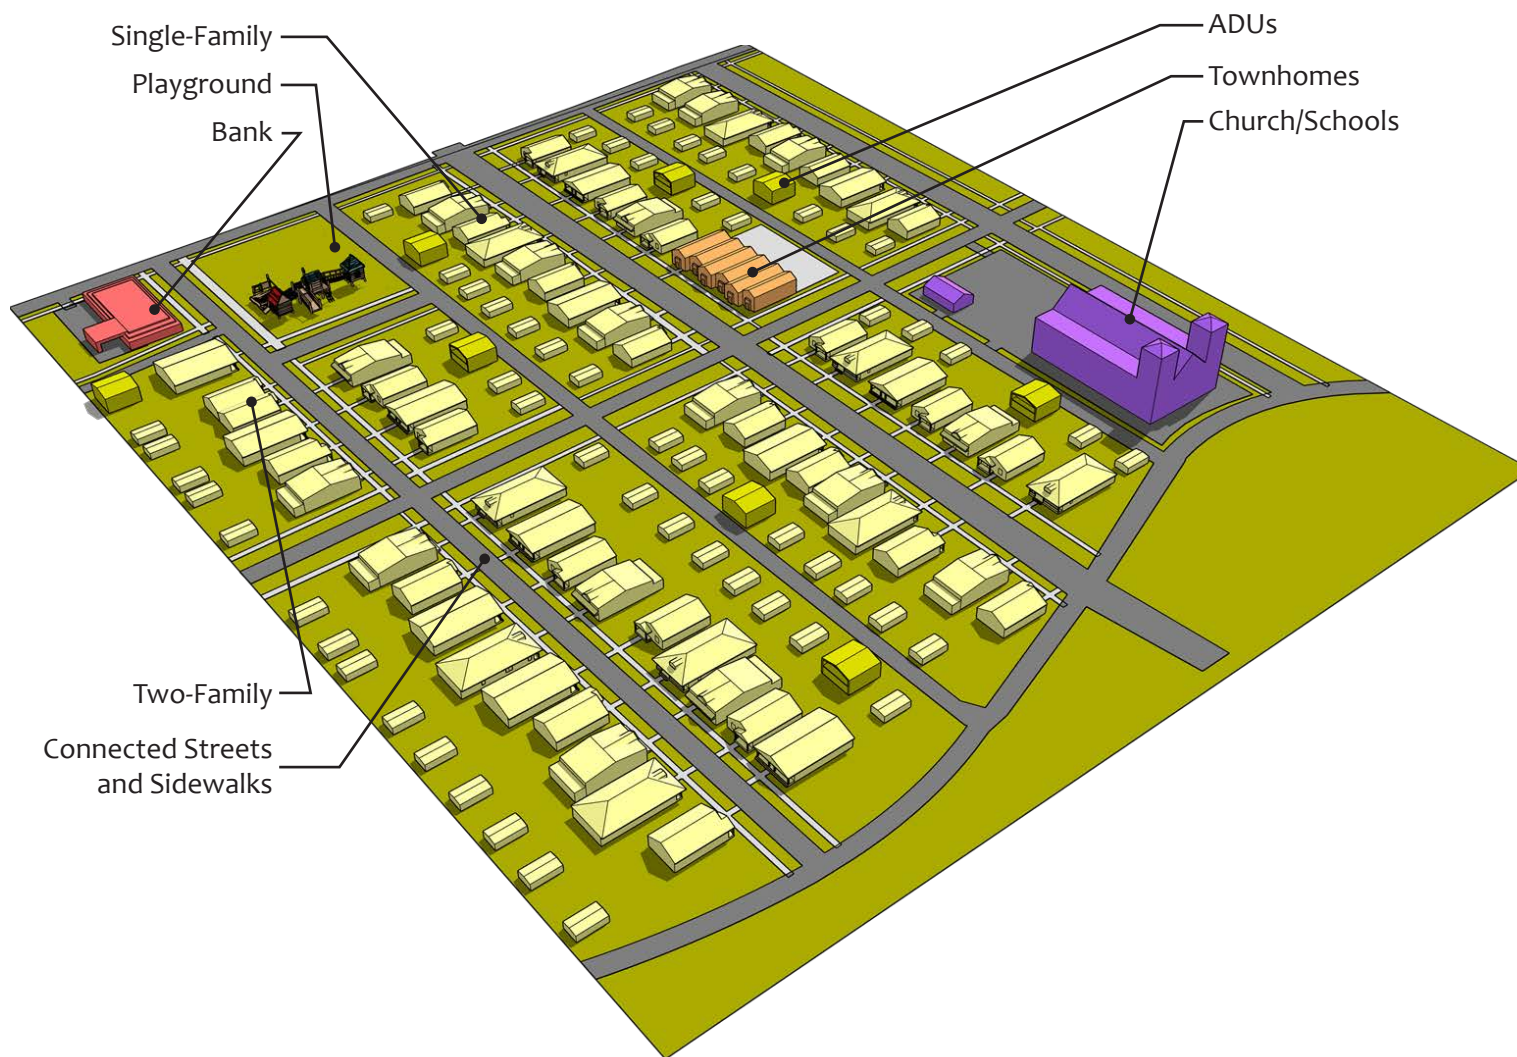 Single-Family
Playground
Bank
ADUs
Townhomes
Church/Schools
Two-Family
Connected Streets
and Sidewalks